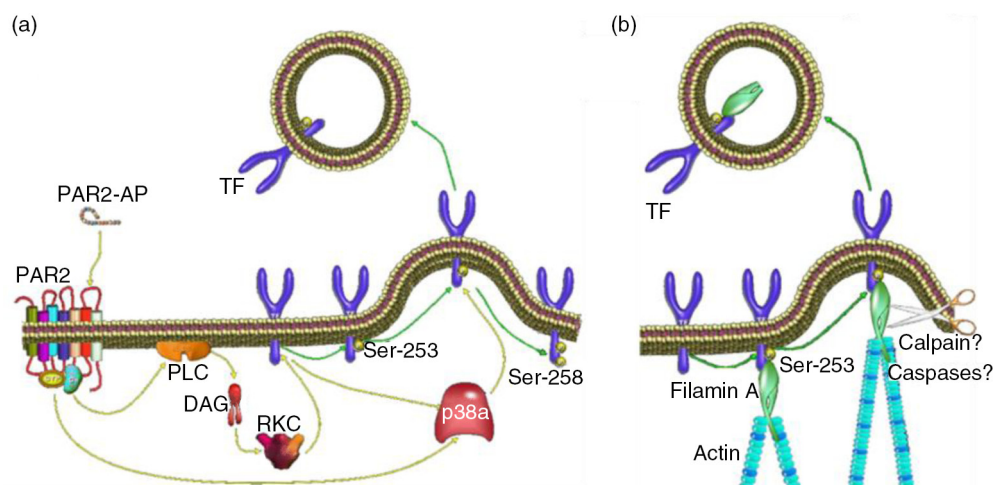 (a)
TF
PAR2-AP
PAR2
PLC
DAG
RKC
Ser-253
p38a
Ser-258
(b)
TF
Ser-253
Filamin A
Actin
Calpain?
Caspases?